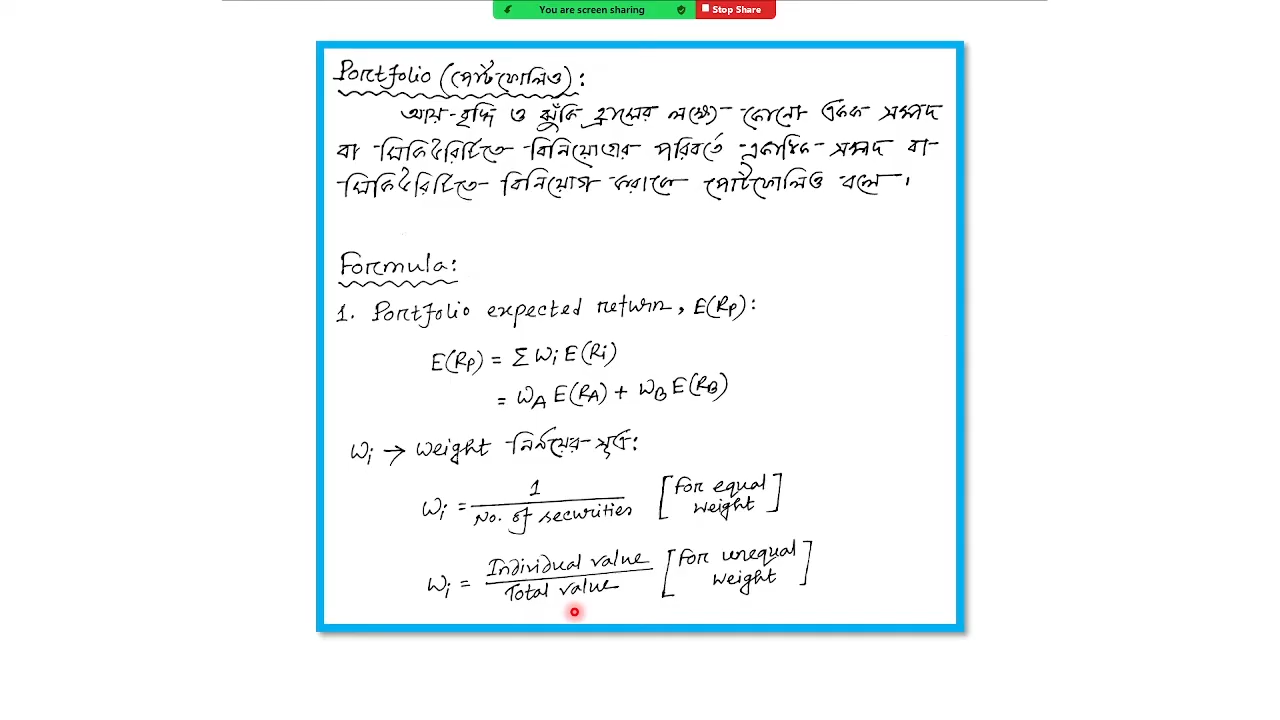 You are screen sharing
Stop Share
Portfolio (পোর্টফোলিও):
আয়-বৃদ্ধি ও ঝুঁকি হ্রাসের লক্ষ্যে কোনো একক সম্পদ
বা সিকিউরিটিতে বিনিয়োগের পরিবর্তে একাধিক সম্পদ বা
সিকিউরিটিতে বিনিয়োগ করাকে পোর্টফোলিও বলে।
Formula:
1. Portfolio expected return, E(Rp):
E(Rp) = Σ Wi E(Ri)
= WA E(RA) + WB E(RB)
Wi → Weight নির্ণয়ের সূত্র:
Wi = 1 / No. of securities [For equal weight]
Wi = Individual value / Total value [For unequal weight]